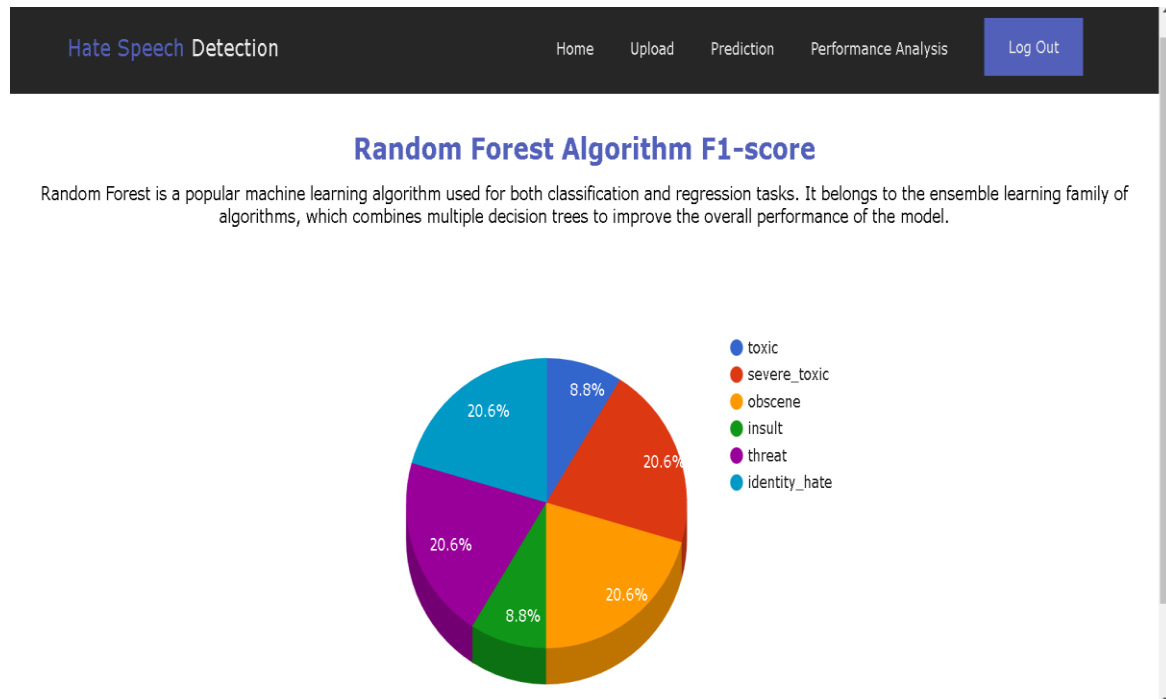 Hate Speech Detection
Home Upload Prediction Performance Analysis Log Out
Random Forest Algorithm F1-score
Random Forest is a popular machine learning algorithm used for both classification and regression tasks. It belongs to the ensemble learning family of
algorithms, which combines multiple decision trees to improve the overall performance of the model.
8.8%
20.6%
20.6%
8.8%
20.6%
20.6%
toxic
severe_toxic
obscene
insult
threat
identity_hate